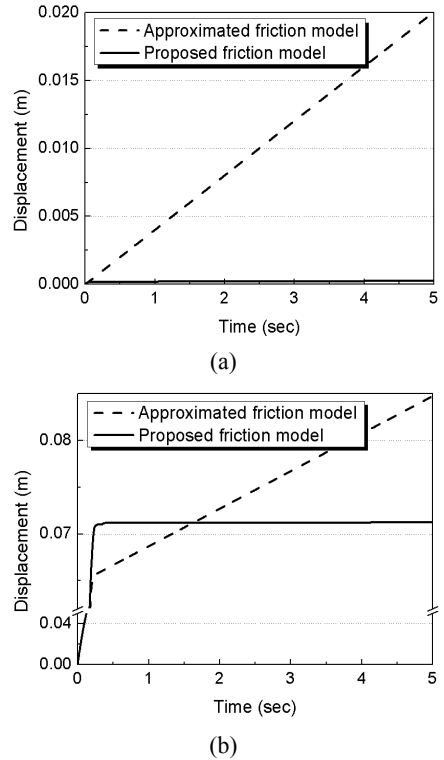 0.020
Approximated friction model
Proposed friction model
0.015
0.010
0.005
0.000
Displacement (m)
0 1 2 3 4 5
Time (sec)
(a)
Approximated friction model
Proposed friction model
0.08
0.07
0.04
0.00
Displacement (m)
0 1 2 3 4 5
Time (sec)
(b)